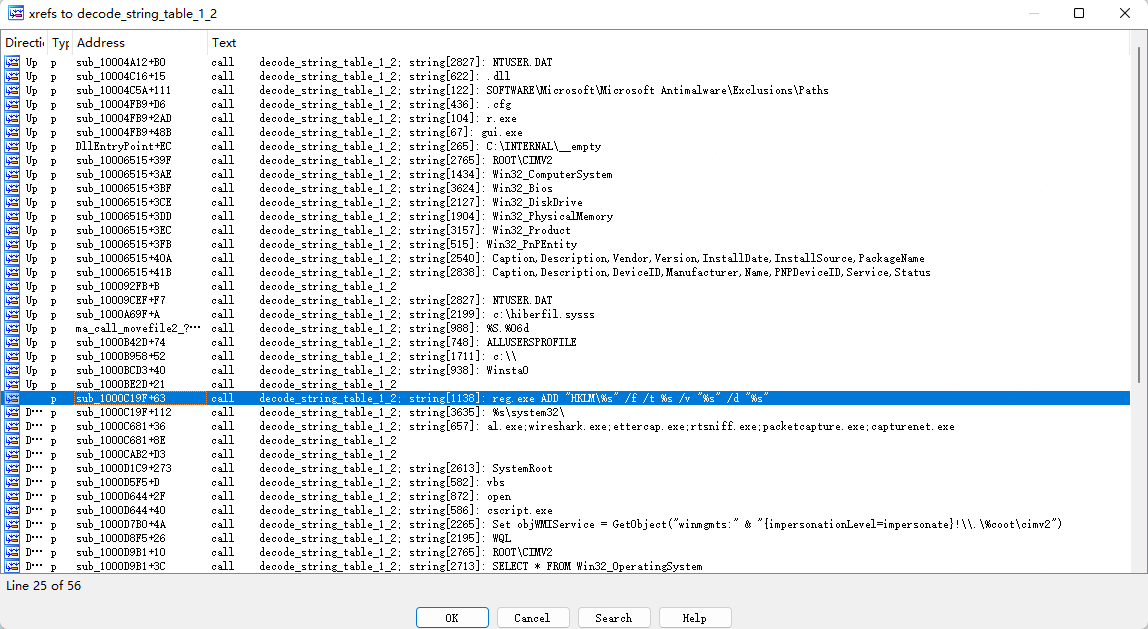 xrefs to decode_string_table_1_2
Directi Typ Address Text
Up p sub_10004A12+B0 call decode_string_table_1_2; string[2827]: NTUSER.DAT
Up p sub_10004C16+15 call decode_string_table_1_2; string[622]: .dll
Up p sub_10004C5A+111 call decode_string_table_1_2; string[122]: SOFTWARE\Microsoft\Microsoft Antimalware\Exclusions\Paths
Up p sub_10004FB9+D6 call decode_string_table_1_2; string[436]: .cfg
Up p sub_10004FB9+2AD call decode_string_table_1_2; string[104]: r.exe
Up p sub_10004FB9+48B call decode_string_table_1_2; string[67]: gui.exe
Up p DllEntryPoint+EC call decode_string_table_1_2; string[265]: C:\INTERNAL\__empty
Up p sub_10006515+39F call decode_string_table_1_2; string[2765]: ROOT\CIMV2
Up p sub_10006515+3AE call decode_string_table_1_2; string[1434]: Win32_ComputerSystem
Up p sub_10006515+3BF call decode_string_table_1_2; string[3624]: Win32_Bios
Up p sub_10006515+3CE call decode_string_table_1_2; string[2127]: Win32_DiskDrive
Up p sub_10006515+3DD call decode_string_table_1_2; string[1904]: Win32_PhysicalMemory
Up p sub_10006515+3EC call decode_string_table_1_2; string[3157]: Win32_Product
Up p sub_10006515+3FB call decode_string_table_1_2; string[515]: Win32_PnPEntity
Up p sub_10006515+40A call decode_string_table_1_2; string[2540]: Caption,Description,Vendor,Version,InstallDate,InstallSource,PackageName
Up p sub_10006515+41B call decode_string_table_1_2; string[2838]: Caption,Description,DeviceID,Manufacturer,Name,PNPDeviceID,Service,Status
Up p sub_100092FB+B call decode_string_table_1_2
Up p sub_10009CEF+F7 call decode_string_table_1_2; string[2827]: NTUSER.DAT
Up p sub_1000A69F+A call decode_string_table_1_2; string[2199]: c:\hiberfil.sysss
Up p ma_call_movefile2_?··· call decode_string_table_1_2; string[988]: %S.%06d
Up p sub_1000B42D+74 call decode_string_table_1_2; string[748]: ALLUSERSPROFILE
Up p sub_1000B958+52 call decode_string_table_1_2; string[1711]: c:\\
Up p sub_1000BCD3+40 call decode_string_table_1_2; string[938]: Winsta0
Up p sub_1000BE2D+21 call decode_string_table_1_2
p sub_1000C19F+63 call decode_string_table_1_2; string[1138]: reg.exe ADD "HKLM\%s" /f /t %s /v "%s" /d "%s"
D··· p sub_1000C19F+112 call decode_string_table_1_2; string[3635]: %s\system32\
D··· p sub_1000C681+36 call decode_string_table_1_2; string[657]: al.exe;wireshark.exe;ettercap.exe;rtsniff.exe;packetcapture.exe;capturenet.exe
D··· p sub_1000C681+8E call decode_string_table_1_2
D··· p sub_1000CAB2+D3 call decode_string_table_1_2
D··· p sub_1000D1C9+273 call decode_string_table_1_2; string[2613]: SystemRoot
D··· p sub_1000D5F5+D call decode_string_table_1_2; string[582]: vbs
D··· p sub_1000D644+2F call decode_string_table_1_2; string[872]: open
D··· p sub_1000D644+40 call decode_string_table_1_2; string[586]: cscript.exe
D··· p sub_1000D7B0+4A call decode_string_table_1_2; string[2265]: Set objWMIService = GetObject("winmgmts:" & "{impersonationLevel=impersonate}!\\.\%coot\cimv2")
D··· p sub_1000D8F5+26 call decode_string_table_1_2; string[2195]: WQL
D··· p sub_1000D9B1+10 call decode_string_table_1_2; string[2765]: ROOT\CIMV2
D··· p sub_1000D9B1+3C call decode_string_table_1_2; string[2713]: SELECT * FROM Win32_OperatingSystem
Line 25 of 56
OK Cancel Search Help